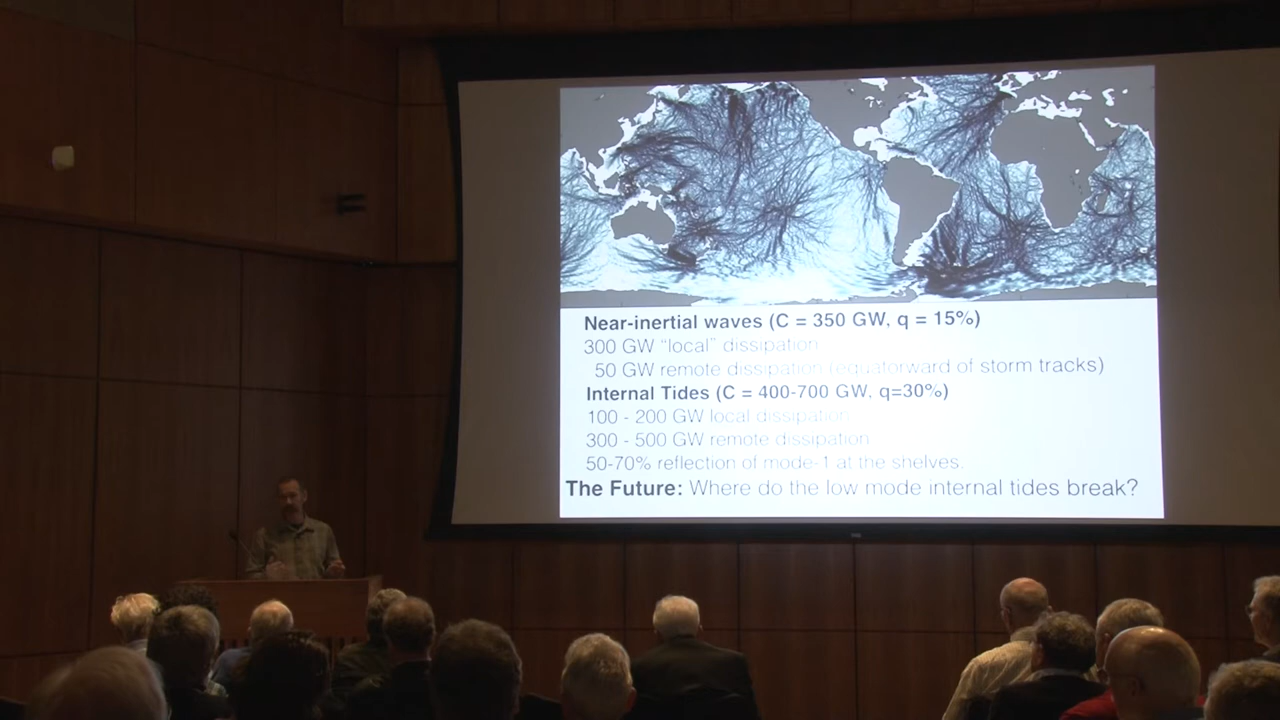 Near-inertial waves (C = 350 GW, q = 15%)
300 GW “local” dissipation
50 GW remote dissipation (equatorward of storm tracks)
Internal Tides (C = 400-700 GW, q=30%)
100 - 200 GW local dissipation
300 - 500 GW remote dissipation
50-70% reflection of mode-1 at the shelves.
The Future: Where do the low mode internal tides break?